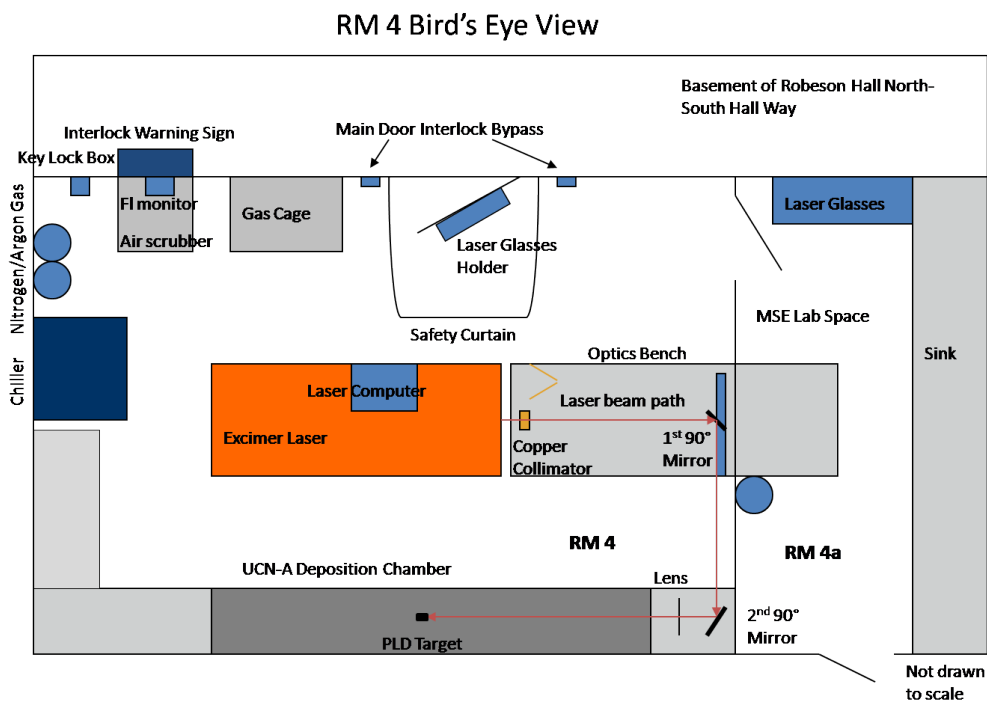 RM 4 Bird's Eye View
Basement of Robeson Hall North-
South Hall Way
Interlock Warning Sign
Main Door Interlock Bypass
Key Lock Box
Fl monitor
Air scrubber
Gas Cage
Laser Glasses
Holder
Laser Glasses
Nitrogen/Argon Gas
Safety Curtain
MSE Lab Space
Sink
Chiller
Optics Bench
Laser Computer
Laser beam path
Excimer Laser
Copper
Collimator
1st 90°
Mirror
RM 4
RM 4a
UCN-A Deposition Chamber
Lens
2nd 90°
Mirror
PLD Target
Not drawn
to scale